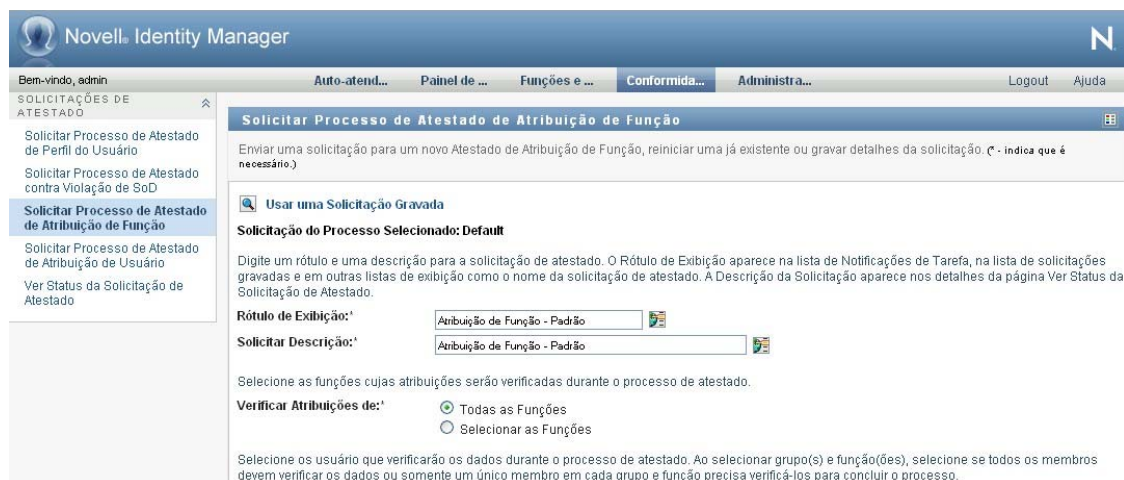 Novell® Identity Manager
N
Bem-vindo, admin
Auto-atend... Painel de ... Funções e ... Conformida... Administra... Logout Ajuda
SOLICITAÇÕES DE
ATESTADO
Solicitar Processo de Atestado
de Perfil do Usuário
Solicitar Processo de Atestado
contra Violação de SoD
Solicitar Processo de Atestado
de Atribuição de Função
Solicitar Processo de Atestado
de Atribuição de Usuário
Ver Status da Solicitação de
Atestado
Solicitar Processo de Atestado de Atribuição de Função
Enviar uma solicitação para um novo Atestado de Atribuição de Função, reiniciar uma já existente ou gravar detalhes da solicitação. (* - indica que é
necessário.)
Usar uma Solicitação Gravada
Solicitação do Processo Selecionado: Default
Digite um rótulo e uma descrição para a solicitação de atestado. O Rótulo de Exibição aparece na lista de Notificações de Tarefa, na lista de solicitações
gravadas e em outras listas de exibição como o nome da solicitação de atestado. A Descrição da Solicitação aparece nos detalhes da página Ver Status da
Solicitação de Atestado.
Rótulo de Exibição:* Atribuição de Função - Padrão
Solicitar Descrição:* Atribuição de Função - Padrão
Selecione as funções cujas atribuições serão verificadas durante o processo de atestado.
Verificar Atribuições de:* Todas as Funções
Selecionar as Funções
Selecione os usuário que verificarão os dados durante o processo de atestado. Ao selecionar grupo(s) e função(ões), selecione se todos os membros
devem verificar os dados ou somente um único membro em cada grupo e função precisa verificá-los para concluir o processo.